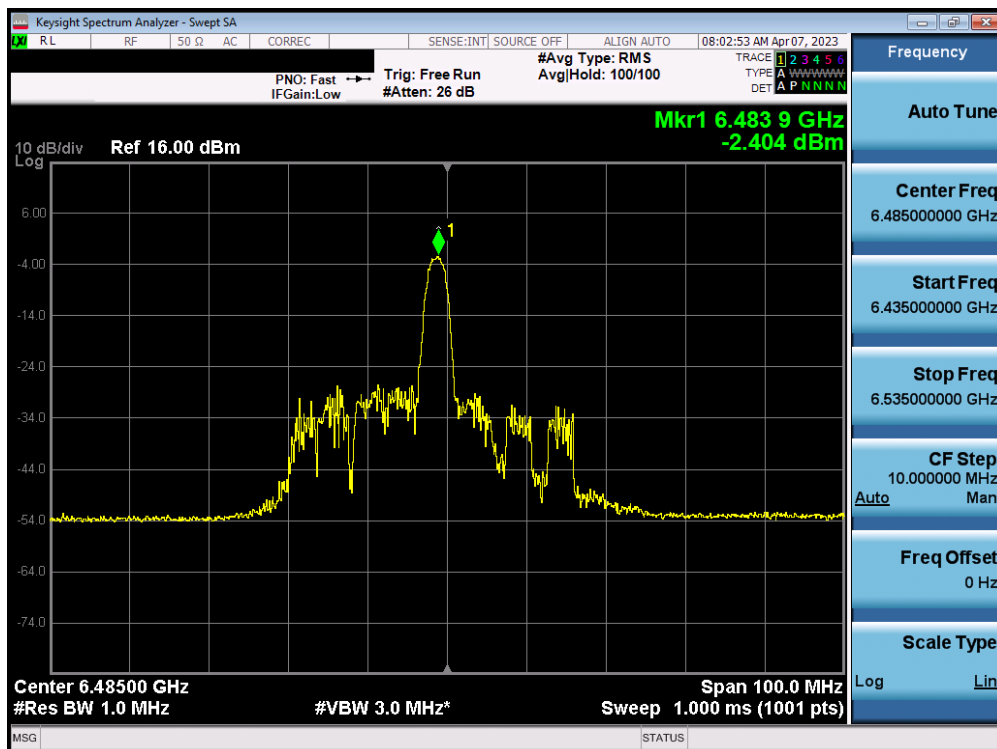 Keysight Spectrum Analyzer - Swept SA
LXI RL RF 50 Ω AC CORREC SENSE:INT SOURCE OFF ALIGN AUTO 08:02:53 AM Apr 07, 2023
PNO: Fast
IFGain:Low
Trig: Free Run
#Atten: 26 dB
#Avg Type: RMS
Avg|Hold: 100/100
TRACE 1 2 3 4 5 6
TYPE A WWWWW
DET A P N N N N
Mkr1 6.483 9 GHz
-2.404 dBm
10 dB/div
Log
Ref 16.00 dBm
6.00
1
-4.00
-14.0
-24.0
-34.0
-44.0
-54.0
-64.0
-74.0
Center 6.48500 GHz
Span 100.0 MHz
#Res BW 1.0 MHz
#VBW 3.0 MHz*
Sweep 1.000 ms (1001 pts)
MSG
STATUS
Frequency
Auto Tune
Center Freq
6.485000000 GHz
Start Freq
6.435000000 GHz
Stop Freq
6.535000000 GHz
CF Step
10.000000 MHz
Auto Man
Freq Offset
0 Hz
Scale Type
Log Lin